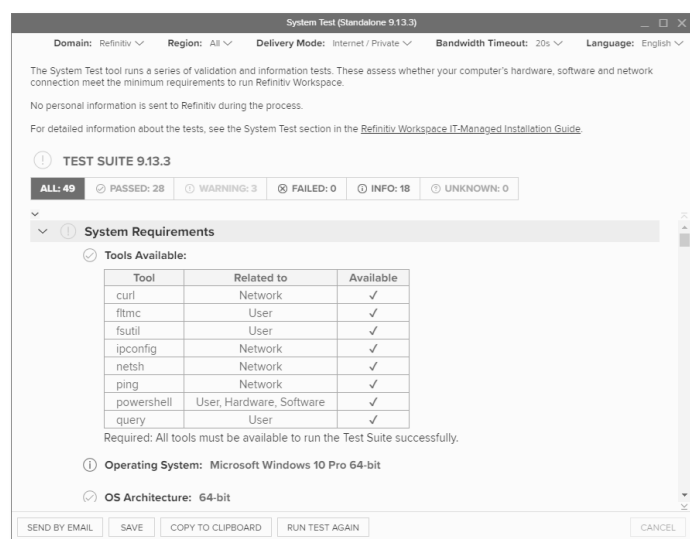 System Test (Standalone 9.13.3)
Domain: Refinitiv Region: All Delivery Mode: Internet / Private Bandwidth Timeout: 20s Language: English
The System Test tool runs a series of validation and information tests. These assess whether your computer's hardware, software and network
connection meet the minimum requirements to run Refinitiv Workspace.
No personal information is sent to Refinitiv during the process.
For detailed information about the tests, see the System Test section in the Refinitiv Workspace IT-Managed Installation Guide.
TEST SUITE 9.13.3
ALL: 49 PASSED: 28 WARNING: 3 FAILED: 0 INFO: 18 UNKNOWN: 0
System Requirements
Tools Available:
Tool Related to Available
curl Network ✓
fltmc User ✓
fsutil User ✓
ipconfig Network ✓
netsh Network ✓
ping Network ✓
powershell User, Hardware, Software ✓
query User ✓
Required: All tools must be available to run the Test Suite successfully.
Operating System: Microsoft Windows 10 Pro 64-bit
OS Architecture: 64-bit
SEND BY EMAIL SAVE COPY TO CLIPBOARD RUN TEST AGAIN CANCEL